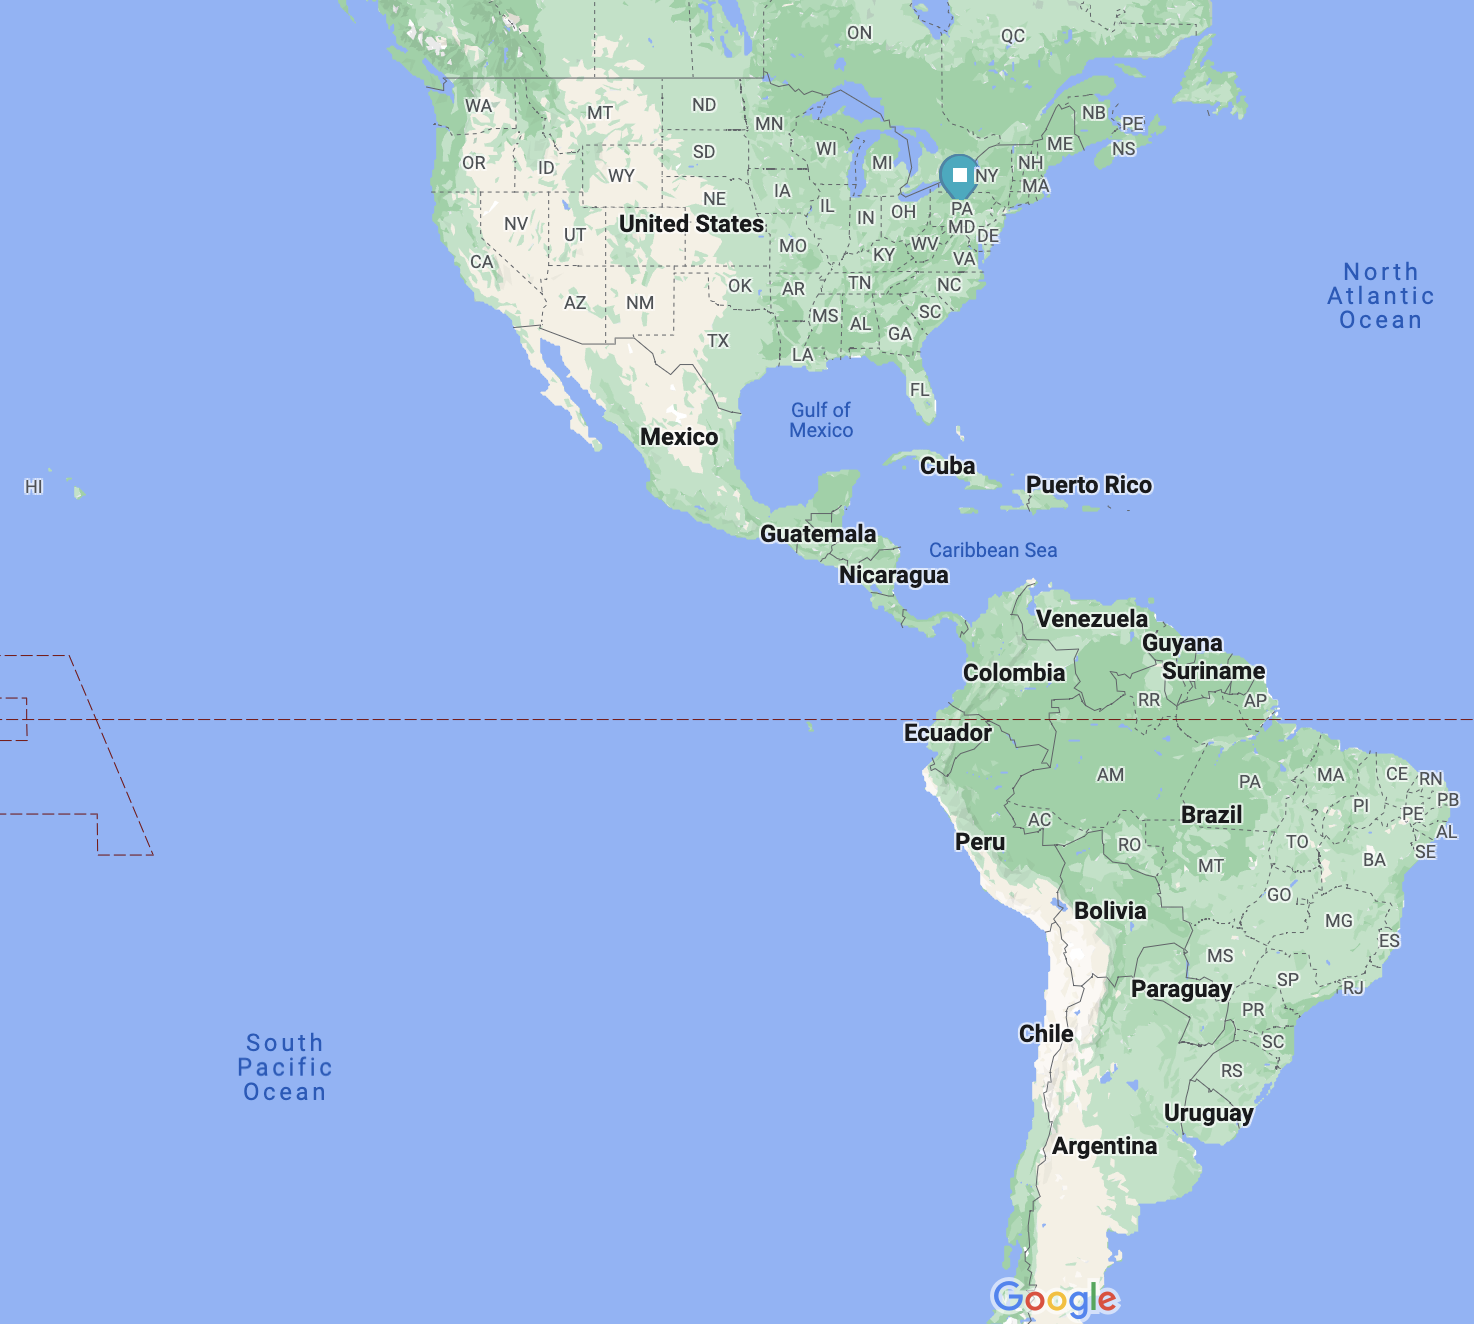 ON
QC
WA
MT
ND
MN
NB
PE
ME
NS
OR
ID
SD
WI
MI
NH
WY
NY
MA
NE
IA
IL
IN
OH
PA
NV
UT
United States
MD
DE
MO
WV
KY
VA
CA
AZ
NM
OK
AR
TN
NC
SC
MS
AL
GA
TX
LA
FL
North
Atlantic
Ocean
Gulf of
Mexico
Mexico
Cuba
Puerto Rico
HI
Guatemala
Caribbean Sea
Nicaragua
Venezuela
Guyana
Colombia
Suriname
RR
AP
Ecuador
AM
PA
MA
CE
RN
PB
PI
PE
AL
AC
Brazil
Peru
RO
TO
SE
MT
BA
GO
Bolivia
MG
ES
MS
SP
RJ
Paraguay
PR
Chile
SC
RS
South
Pacific
Ocean
Uruguay
Argentina
Google